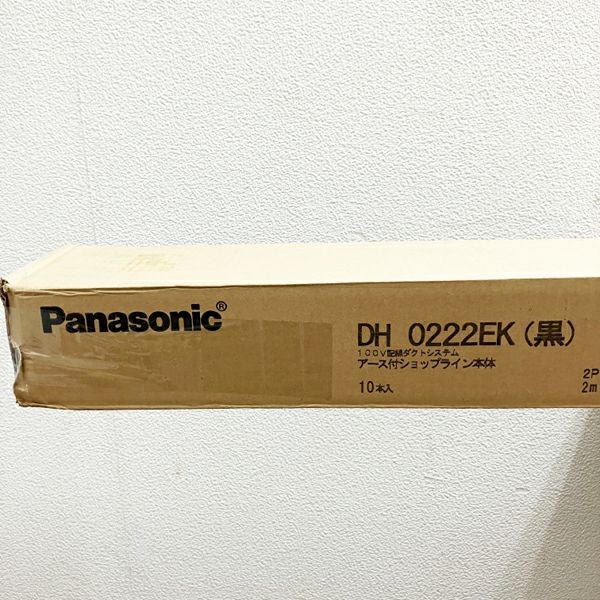 Panasonic®
DH 0222EK(黒)
100V配線ダクトシステム
アース付ショップライン本体
10本入
2P
2m